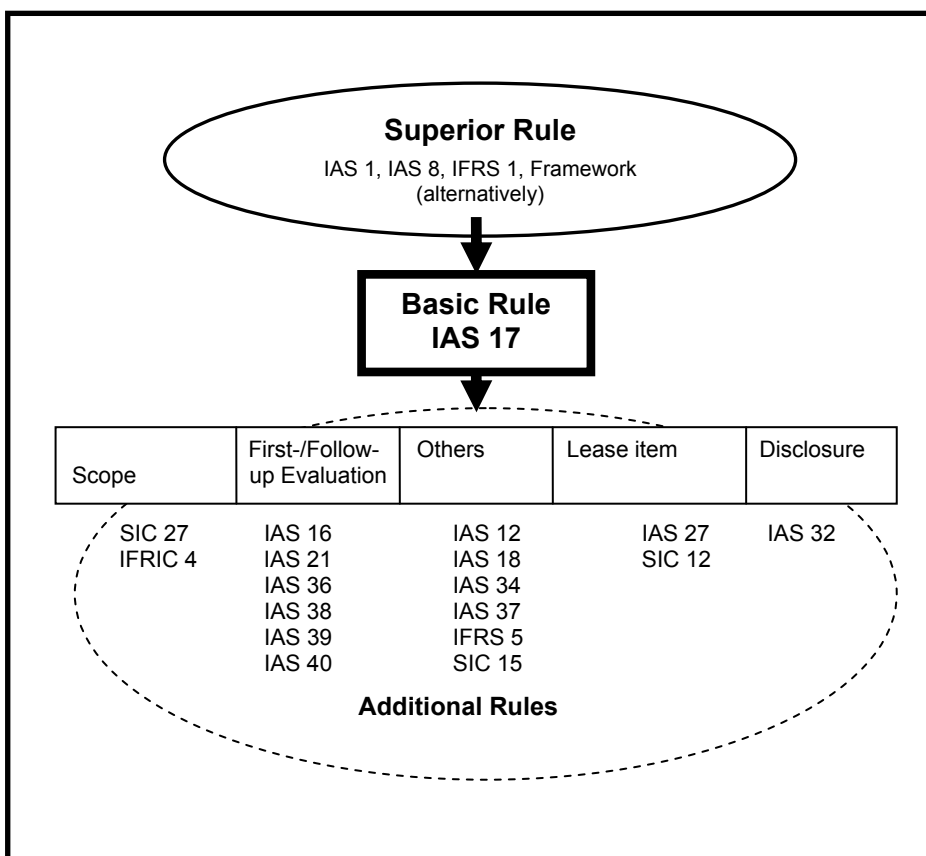 Superior Rule
IAS 1, IAS 8, IFRS 1, Framework
(alternatively)
Basic Rule
IAS 17
Scope
First-/Follow-
up Evaluation
Others
Lease item
Disclosure
SIC 27
IFRIC 4
IAS 16
IAS 21
IAS 36
IAS 38
IAS 39
IAS 40
IAS 12
IAS 18
IAS 34
IAS 37
IFRS 5
SIC 15
IAS 27
SIC 12
IAS 32
Additional Rules